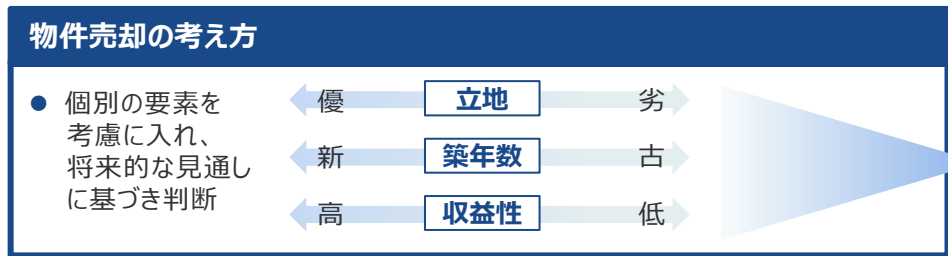 物件売却の考え方
● 個別の要素を
考慮に入れ、
将来的な見通し
に基づき判断
優 立地 劣
新 築年数 古
高 収益性 低